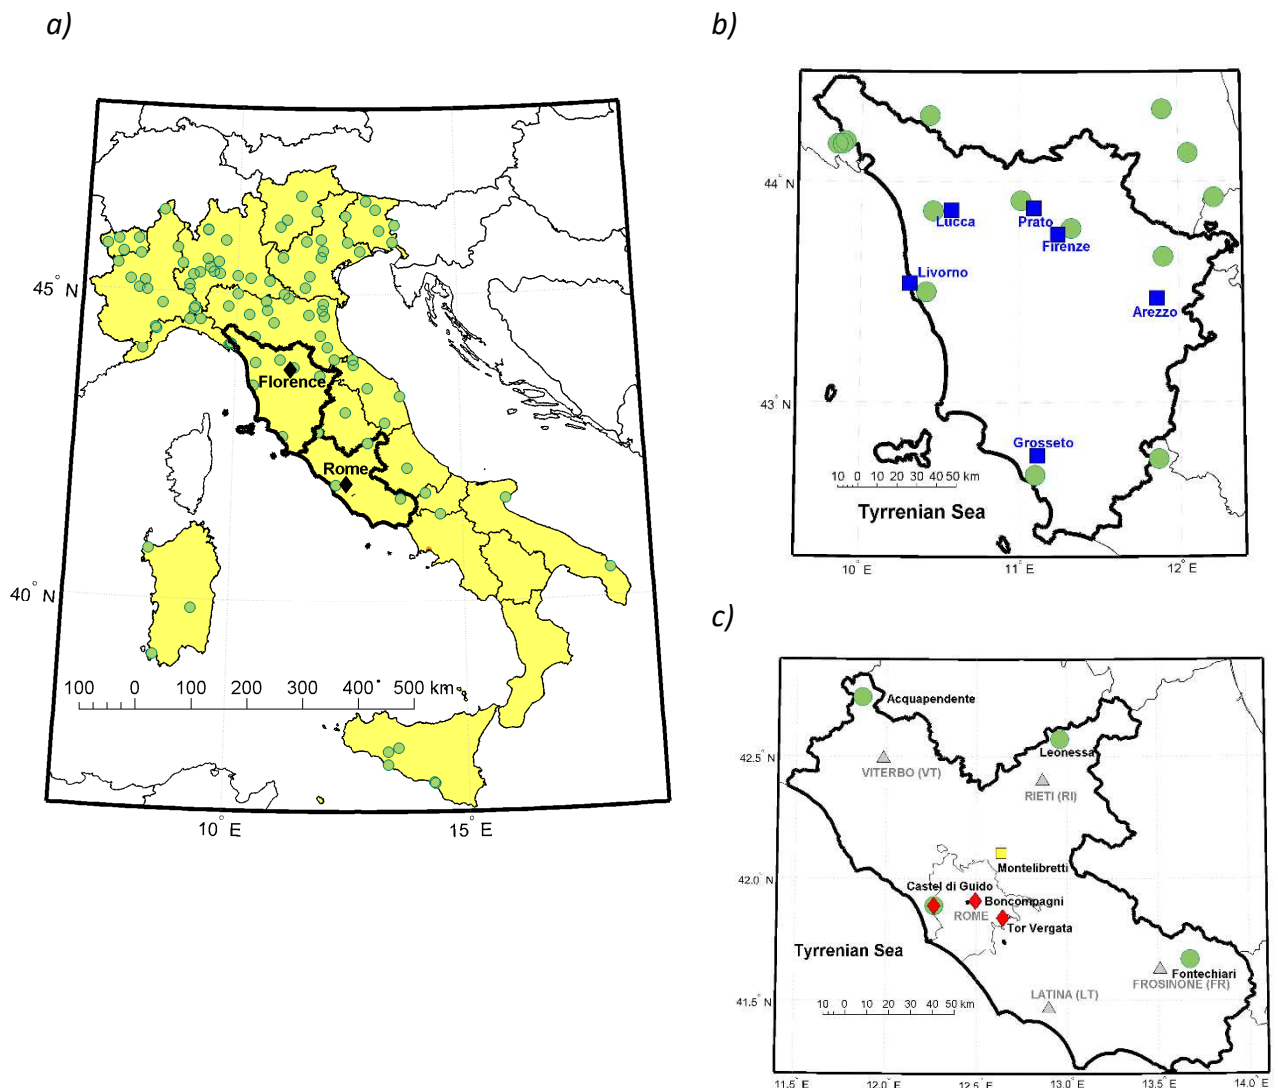 a)
45° N
Florence
Rome
40° N
100 0 100 200 300 400 500 km
10° E
15° E
b)
44° N
Lucca
Prato
Firenze
Livorno
Arezzo
43° N
Grosseto
10 0 10 20 30 40 50 km
Tyrrenian Sea
10° E
11° E
12° E
c)
Acquapendente
Leonessa
42.5° N
VITERBO (VT)
RIETI (RI)
Montelibretti
42.0° N
Castel di Guido
Boncompagni
ROME
Tor Vergata
Tyrrenian Sea
Fontechiari
FROSINONE (FR)
LATINA (LT)
41.5° N
10 0 10 20 30 40 50 km
11.5° E
12.0° E
12.5° E
13.0° E
13.5° E
14.0° E